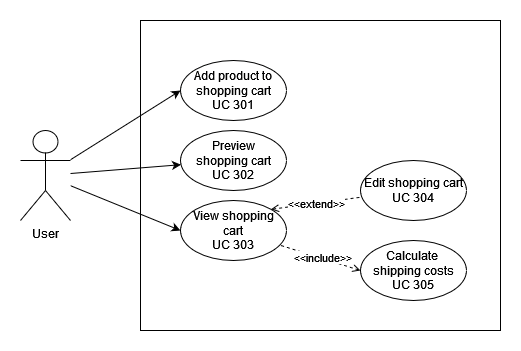 Add product to
shopping cart
UC 301
Preview
shopping cart
UC 302
Edit shopping cart
UC 304
<<extend>>
View shopping
cart
UC 303
User
<<include>>
Calculate
shipping costs
UC 305